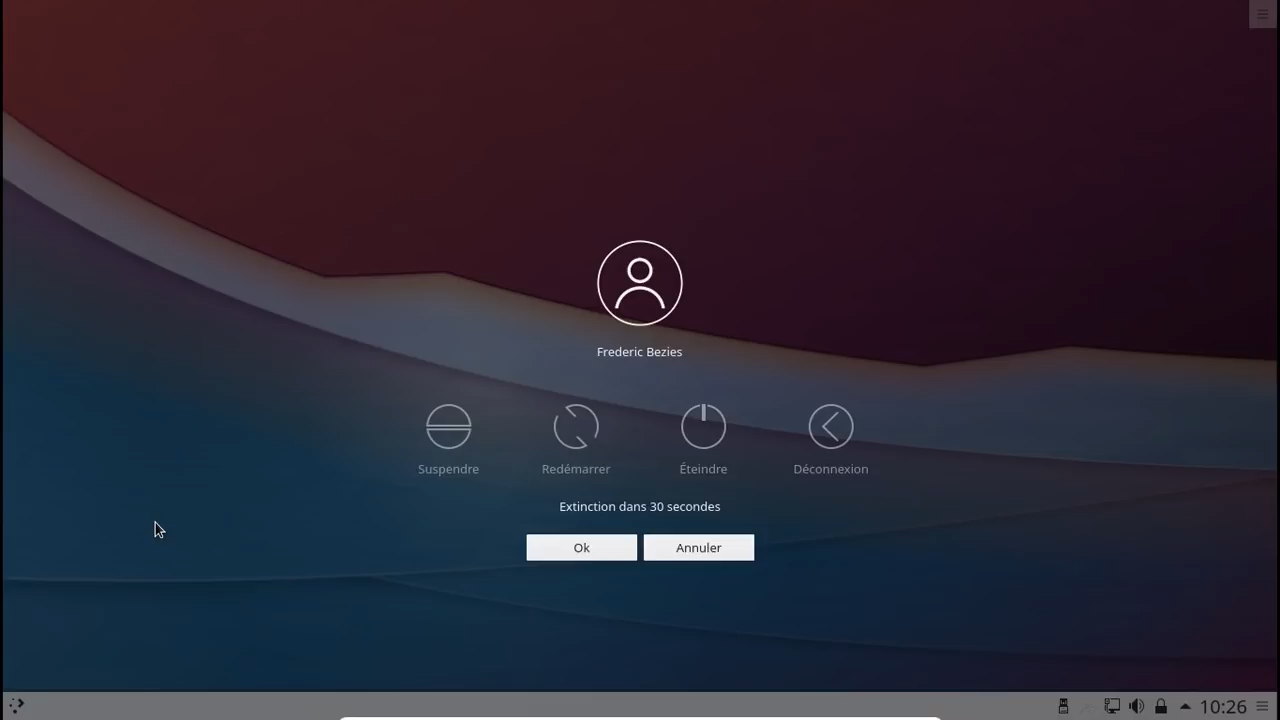 Frederic Bezies
Suspendre Redémarrer Éteindre Déconnexion
Extinction dans 30 secondes
Ok Annuler
10:26